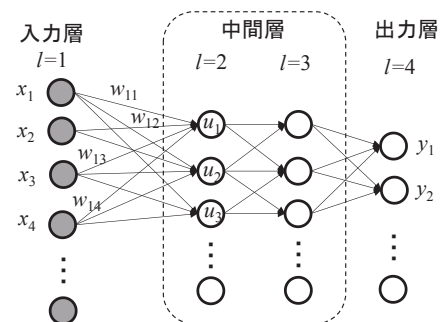 入力層 中間層 出力層
l=1 l=2 l=3 l=4
x1 w11
x2 w12 u1 y1
x3 w13 u2 y2
x4 w14 u3